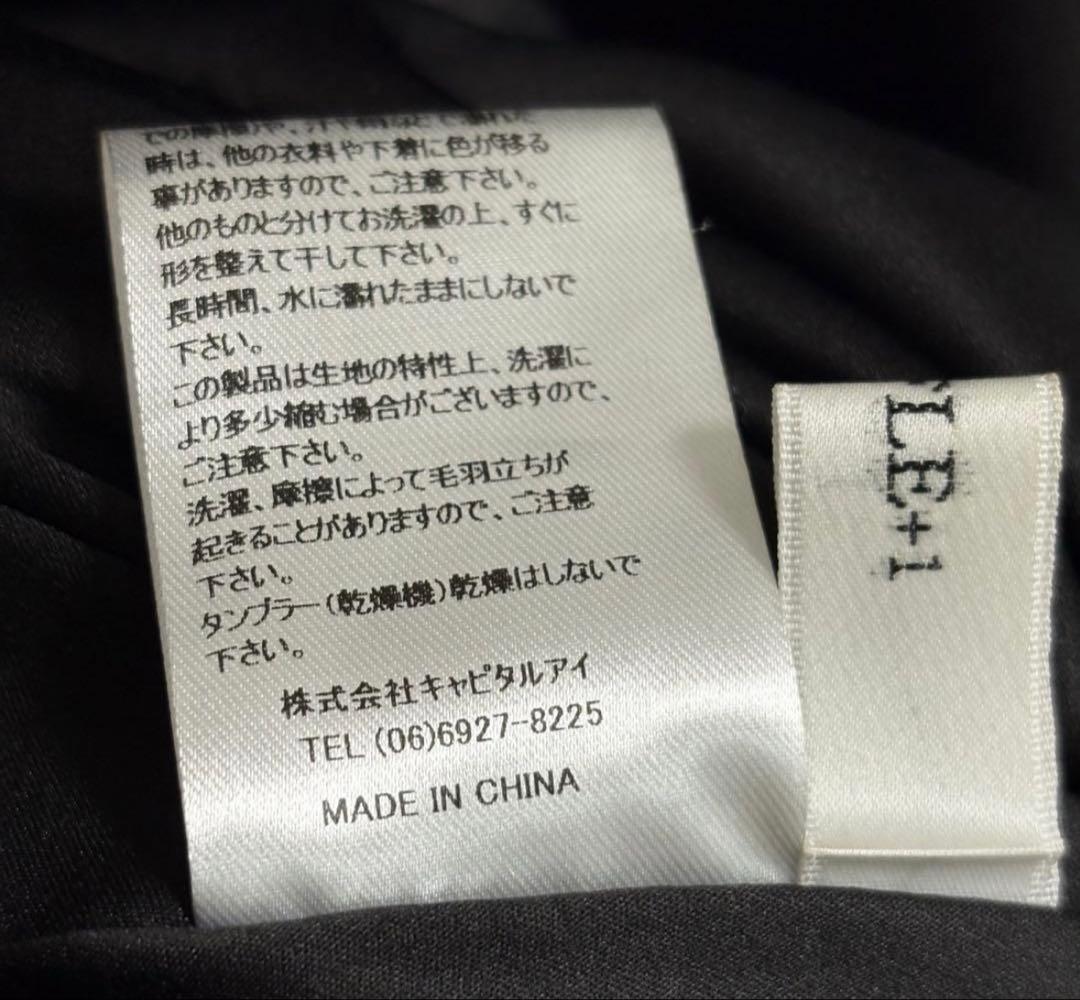 時は、他の衣料や下着に色が移る
事がありますので、ご注意下さい。
他のものと分けてお洗濯の上、すぐに
形を整えて干して下さい。
長時間、水に濡れたままにしないで
下さい。
この製品は生地の特性上、洗濯に
より多少縮む場合がございますので、
ご注意下さい。
洗濯、摩擦によって毛羽立ちが
起きることがありますので、ご注意
下さい。
タンブラー(乾燥機)乾燥はしないで
下さい。
株式会社キャピタルアイ
TEL (06)6927-8225
MADE IN CHINA
LE+1